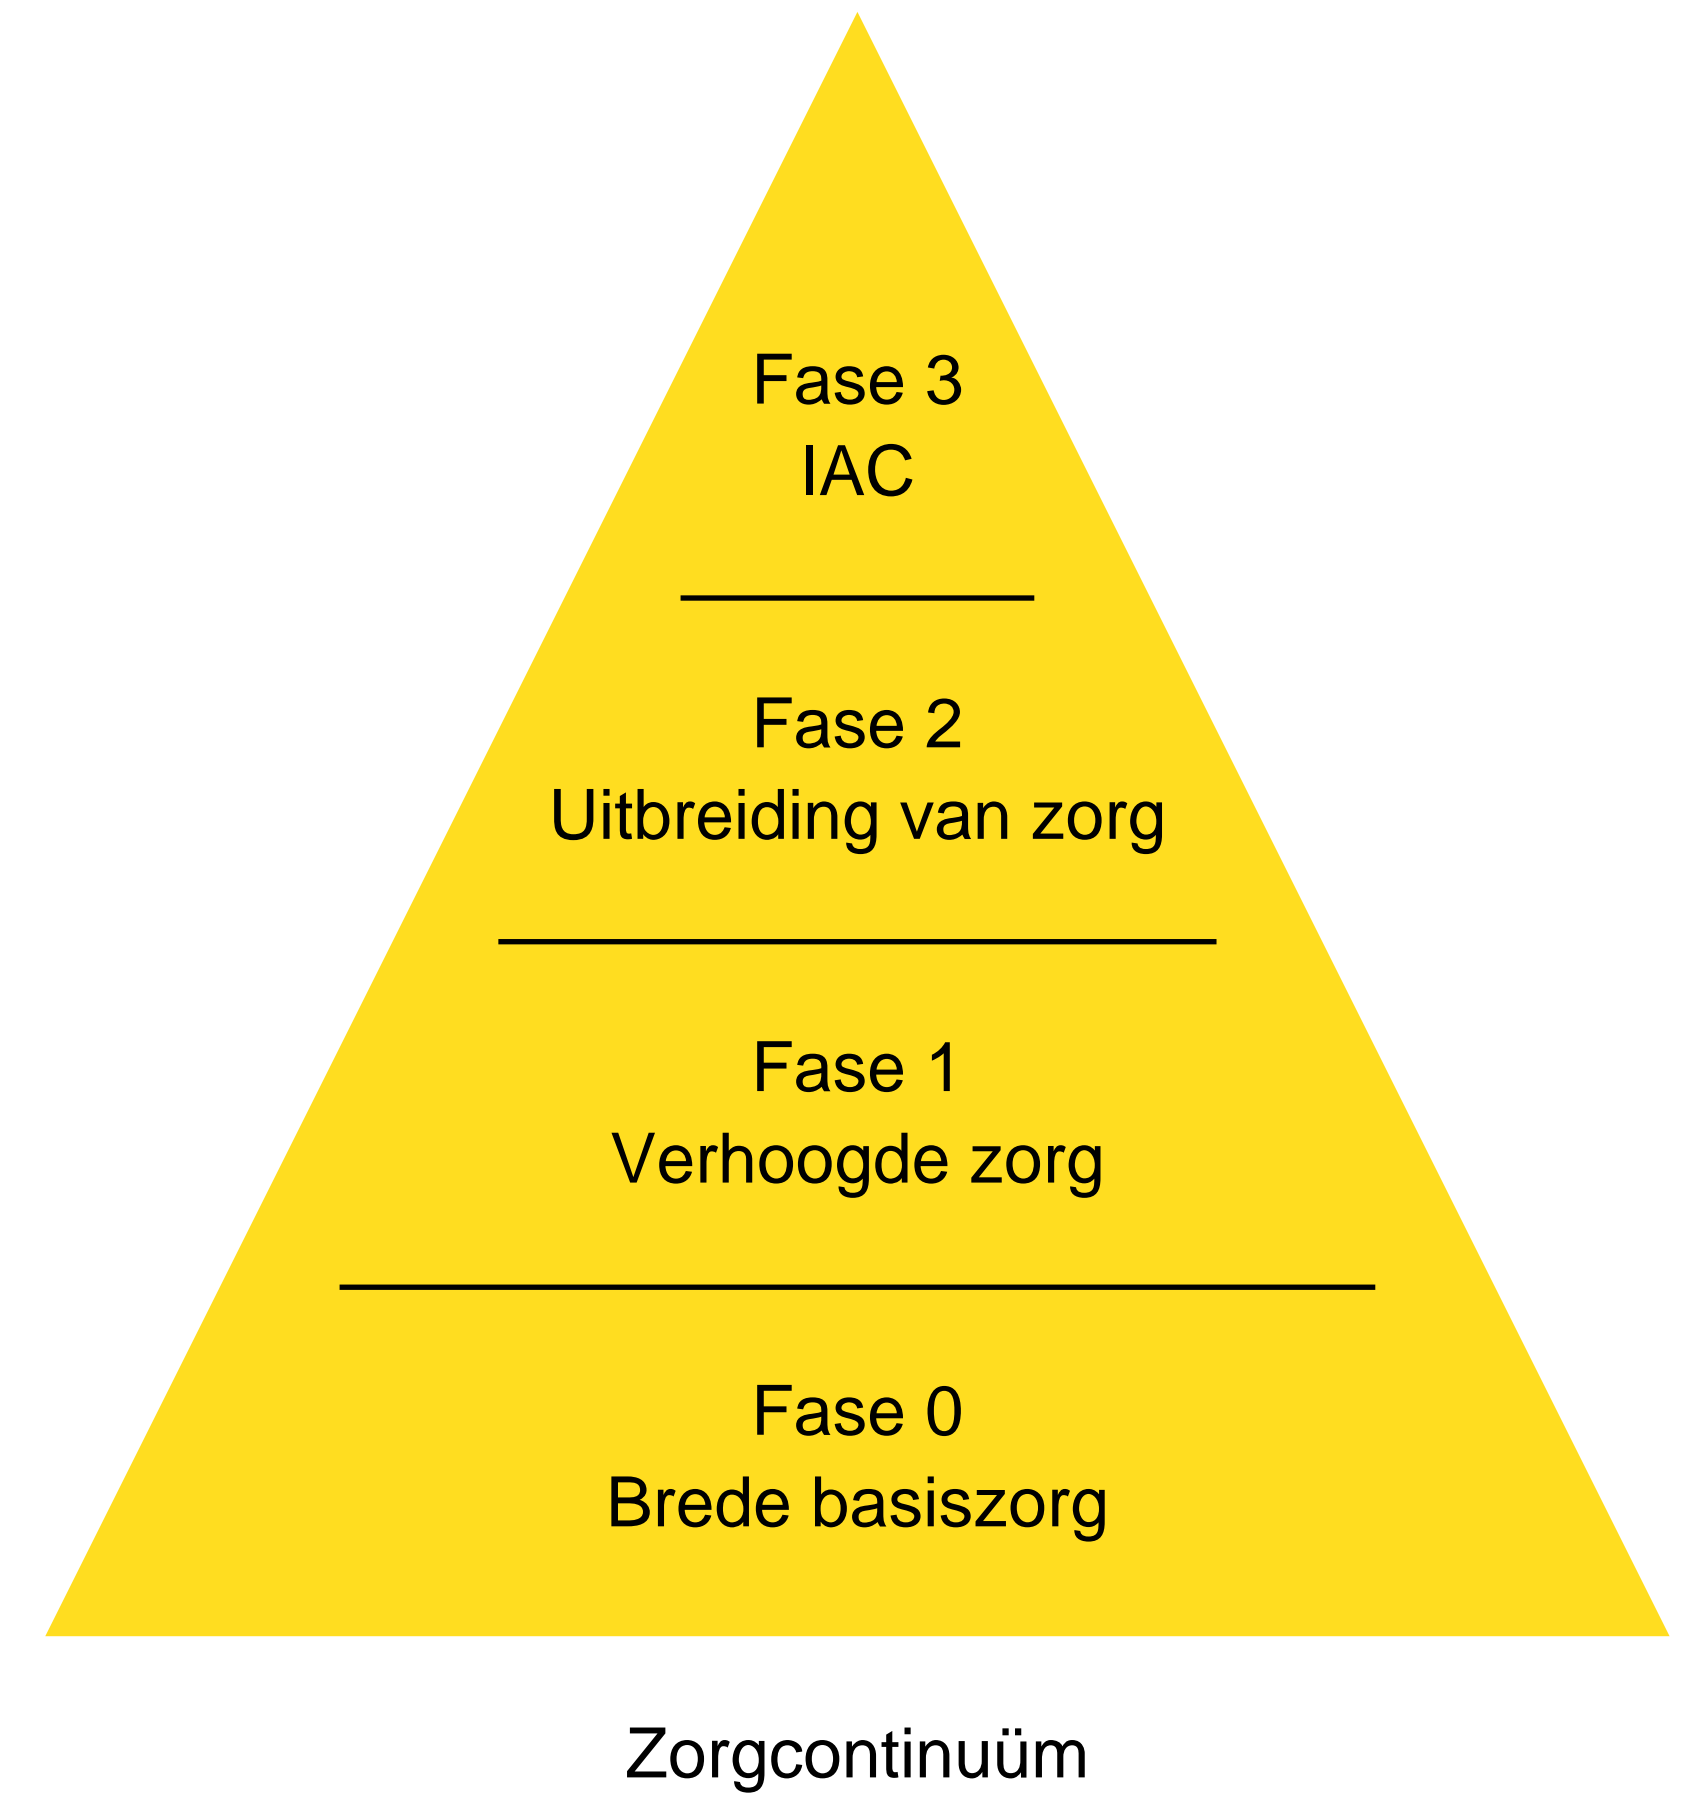 Fase 3
IAC
Fase 2
Uitbreiding van zorg
Fase 1
Verhoogde zorg
Fase 0
Brede basiszorg
Zorgcontinuüm